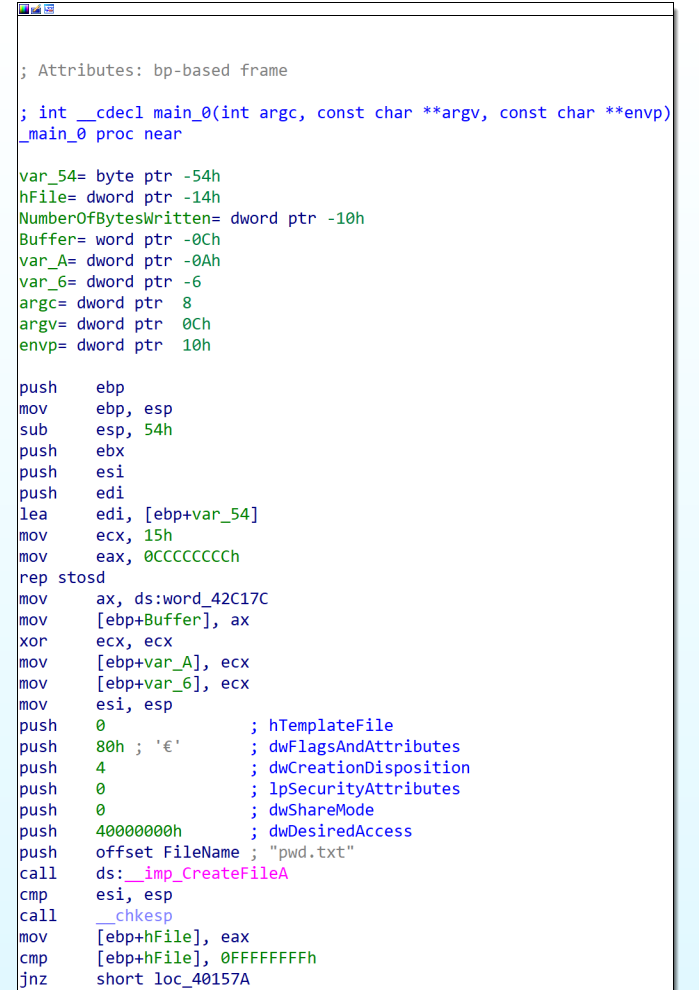 ; Attributes: bp-based frame
; int __cdecl main_0(int argc, const char **argv, const char **envp)
_main_0 proc near
var_54= byte ptr -54h
hFile= dword ptr -14h
NumberOfBytesWritten= dword ptr -10h
Buffer= word ptr -0Ch
var_A= dword ptr -0Ah
var_6= dword ptr -6
argc= dword ptr  8
argv= dword ptr  0Ch
envp= dword ptr  10h
push    ebp
mov     ebp, esp
sub     esp, 54h
push    ebx
push    esi
push    edi
lea     edi, [ebp+var_54]
mov     ecx, 15h
mov     eax, 0CCCCCCCCh
rep stosd
mov     ax, ds:word_42C17C
mov     [ebp+Buffer], ax
xor     ecx, ecx
mov     [ebp+var_A], ecx
mov     [ebp+var_6], ecx
mov     esi, esp
push    0               ; hTemplateFile
push    80h ; '€'       ; dwFlagsAndAttributes
push    4               ; dwCreationDisposition
push    0               ; lpSecurityAttributes
push    0               ; dwShareMode
push    40000000h       ; dwDesiredAccess
push    offset FileName ; "pwd.txt"
call    ds:__imp_CreateFileA
cmp     esi, esp
call    __chkesp
mov     [ebp+hFile], eax
cmp     [ebp+hFile], 0FFFFFFFFh
jnz     short loc_40157A